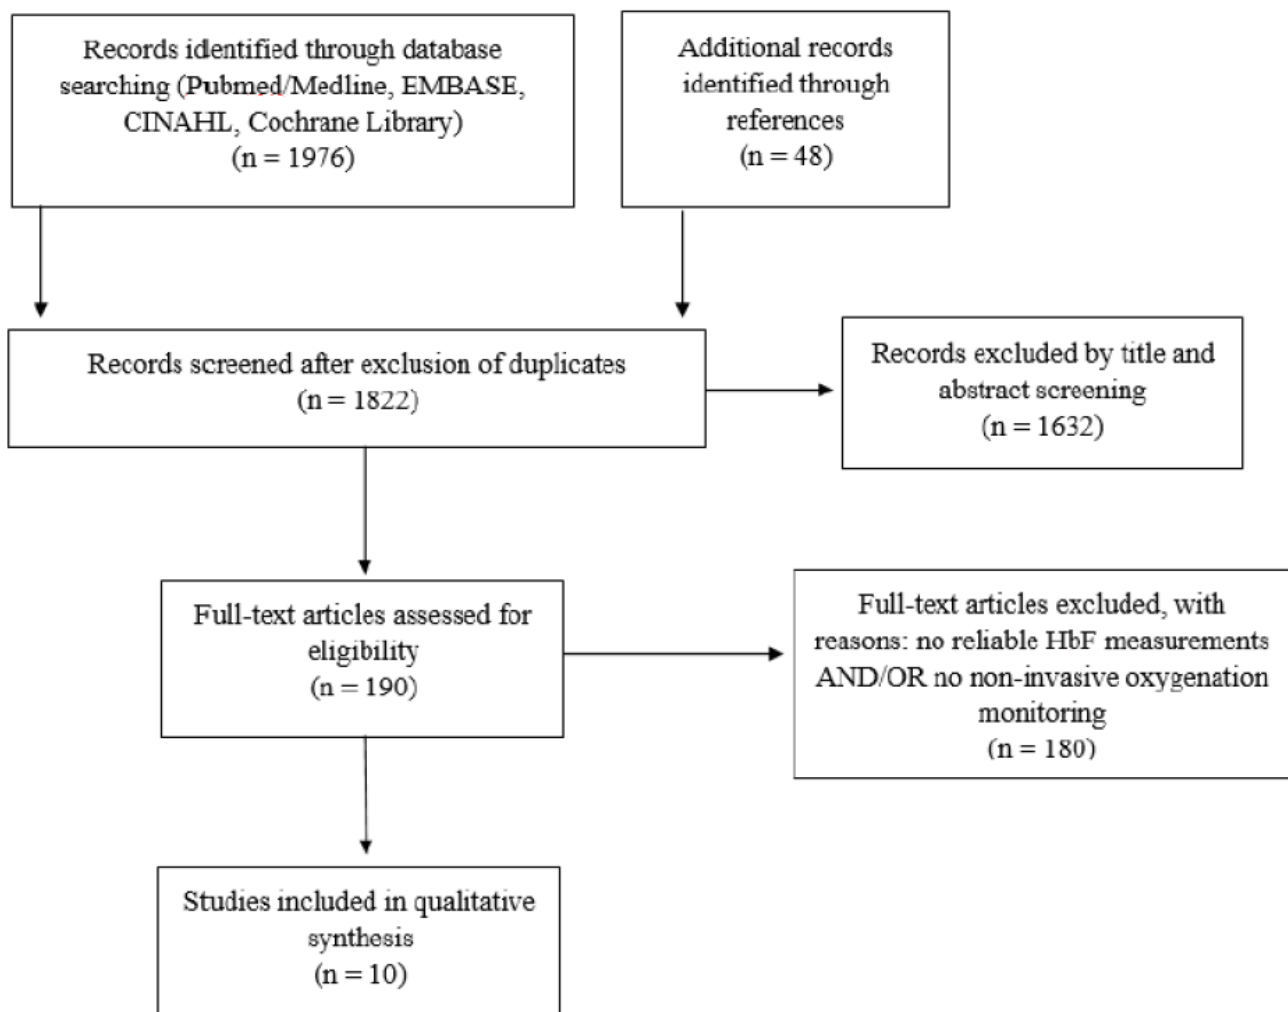 Records identified through database
searching (Pubmed/Medline, EMBASE,
CINAHL, Cochrane Library)
(n = 1976)
Additional records
identified through
references
(n = 48)
Records screened after exclusion of duplicates
(n = 1822)
Records excluded by title and
abstract screening
(n = 1632)
Full-text articles assessed for
eligibility
(n = 190)
Full-text articles excluded, with
reasons: no reliable HbF measurements
AND/OR no non-invasive oxygenation
monitoring
(n = 180)
Studies included in qualitative
synthesis
(n = 10)